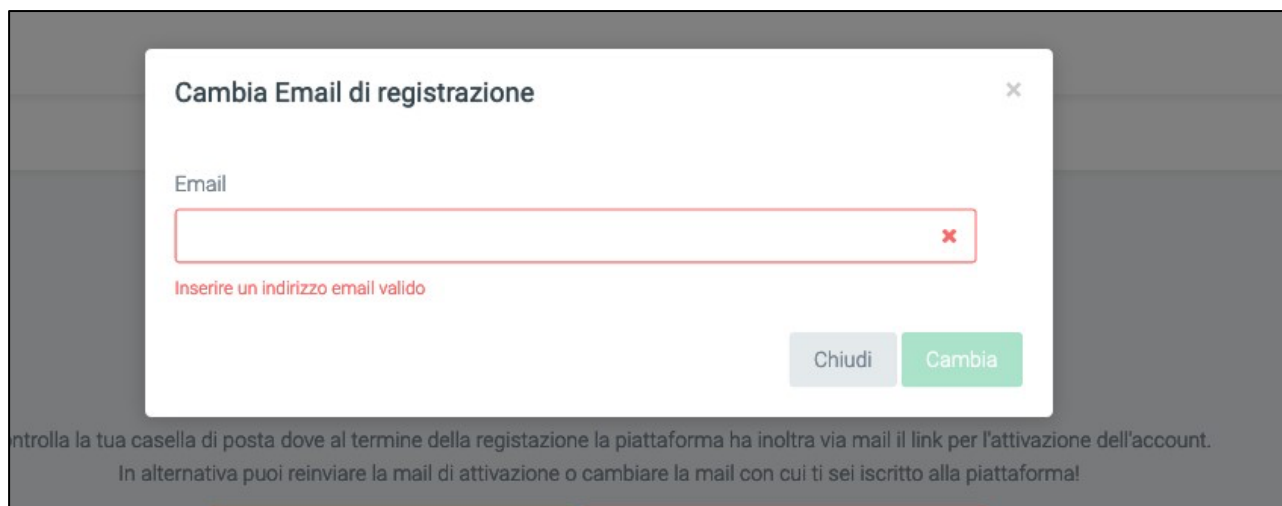 Cambia Email di registrazione
Email
Inserire un indirizzo email valido
Chiudi
Cambia
ntrolla la tua casella di posta dove al termine della registazione la piattaforma ha inoltra via mail il link per l'attivazione dell'account.
In alternativa puoi reinviare la mail di attivazione o cambiare la mail con cui ti sei iscritto alla piattaforma!